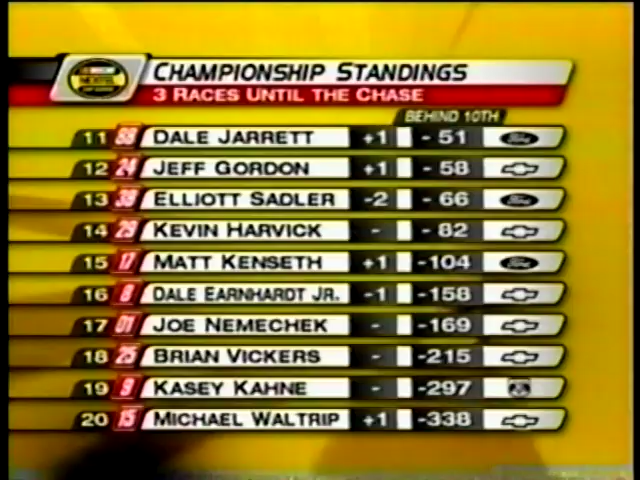 NEXTEL
CHAMPIONSHIP STANDINGS
3 RACES UNTIL THE CHASE
BEHIND 10TH
11 88 DALE JARRETT +1 - 51 Ford
12 24 JEFF GORDON +1 - 58
13 38 ELLIOTT SADLER -2 - 66 Ford
14 29 KEVIN HARVICK - - 82
15 17 MATT KENSETH +1 -104 Ford
16 8 DALE EARNHARDT JR. -1 -158
17 01 JOE NEMECHEK - -169
18 25 BRIAN VICKERS - -215
19 9 KASEY KAHNE - -297
20 15 MICHAEL WALTRIP +1 -338